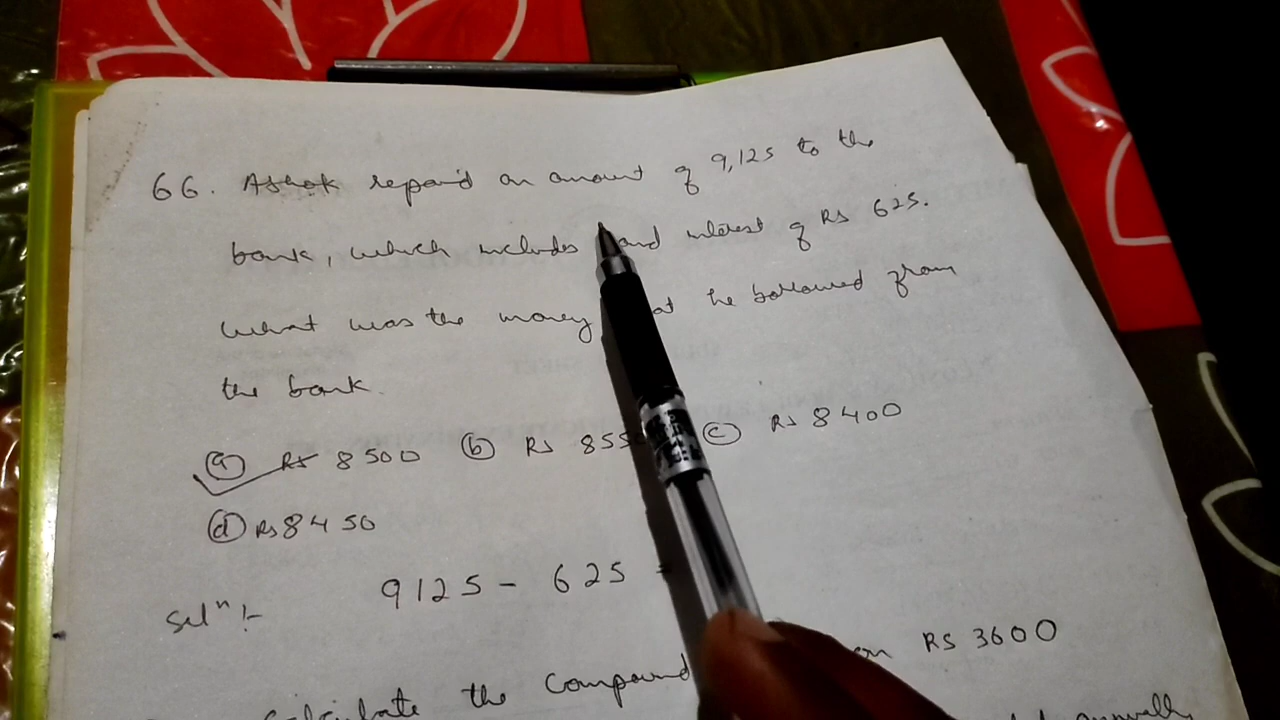 66. Ashok repaid an amount of 9,125 to the
bank, which includes and interest of Rs 625.
What was the money he borrowed from
the bank.
(a) Rs 8500 (b) Rs 855 (c) Rs 8400
(d) Rs 8450
Solⁿ :- 9125 - 625 =
Calculate the Compound on RS 3600
annually